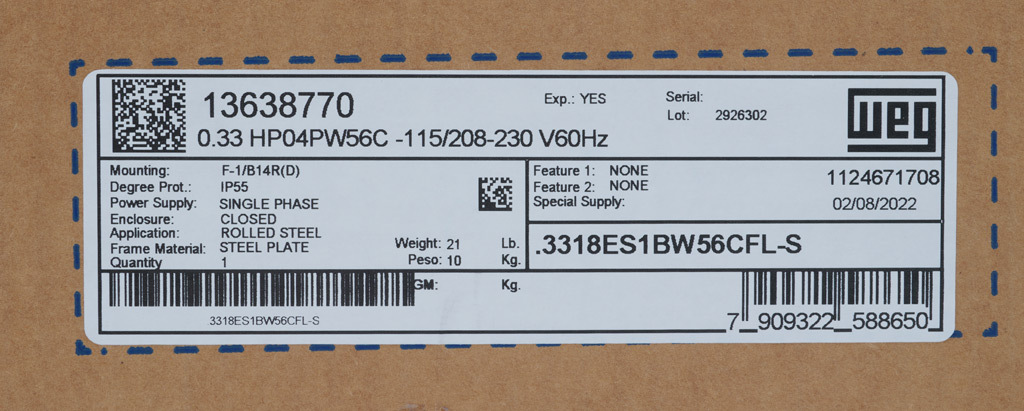 13638770
0.33 HP04PW56C -115/208-230 V60Hz
Exp.: YES
Serial:
Lot: 2926302
WEG
Mounting: F-1/B14R(D)
Degree Prot.: IP55
Power Supply: SINGLE PHASE
Enclosure: CLOSED
Application: ROLLED STEEL
Frame Material: STEEL PLATE
Quantity 1
Weight: 21 Lb.
Peso: 10 Kg.
GM: Kg.
Feature 1: NONE
Feature 2: NONE
Special Supply:
1124671708
02/08/2022
.3318ES1BW56CFL-S
.3318ES1BW56CFL-S
7 909322 588650